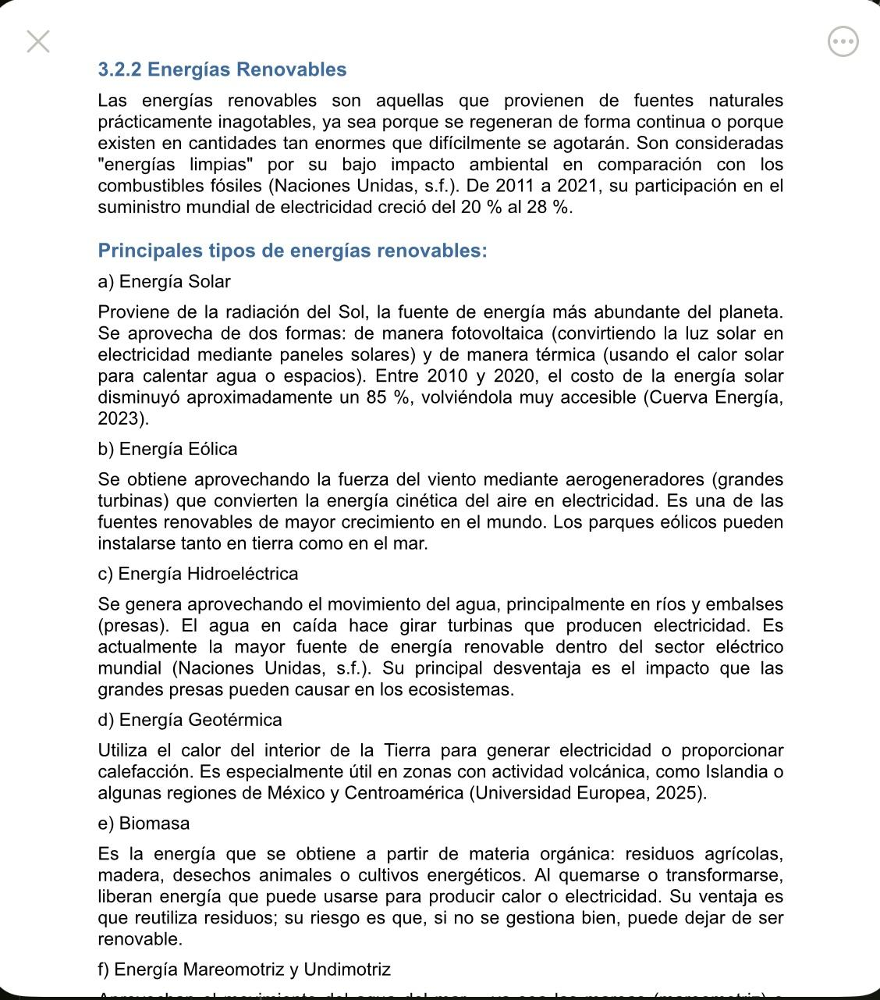 3.2.2 Energías Renovables
Las energías renovables son aquellas que provienen de fuentes naturales
prácticamente inagotables, ya sea porque se regeneran de forma continua o porque
existen en cantidades tan enormes que difícilmente se agotarán. Son consideradas
"energías limpias" por su bajo impacto ambiental en comparación con los
combustibles fósiles (Naciones Unidas, s.f.). De 2011 a 2021, su participación en el
suministro mundial de electricidad creció del 20 % al 28 %.
Principales tipos de energías renovables:
a) Energía Solar
Proviene de la radiación del Sol, la fuente de energía más abundante del planeta.
Se aprovecha de dos formas: de manera fotovoltaica (convirtiendo la luz solar en
electricidad mediante paneles solares) y de manera térmica (usando el calor solar
para calentar agua o espacios). Entre 2010 y 2020, el costo de la energía solar
disminuyó aproximadamente un 85 %, volviéndola muy accesible (Cuerva Energía,
2023).
b) Energía Eólica
Se obtiene aprovechando la fuerza del viento mediante aerogeneradores (grandes
turbinas) que convierten la energía cinética del aire en electricidad. Es una de las
fuentes renovables de mayor crecimiento en el mundo. Los parques eólicos pueden
instalarse tanto en tierra como en el mar.
c) Energía Hidroeléctrica
Se genera aprovechando el movimiento del agua, principalmente en ríos y embalses
(presas). El agua en caída hace girar turbinas que producen electricidad. Es
actualmente la mayor fuente de energía renovable dentro del sector eléctrico
mundial (Naciones Unidas, s.f.). Su principal desventaja es el impacto que las
grandes presas pueden causar en los ecosistemas.
d) Energía Geotérmica
Utiliza el calor del interior de la Tierra para generar electricidad o proporcionar
calefacción. Es especialmente útil en zonas con actividad volcánica, como Islandia o
algunas regiones de México y Centroamérica (Universidad Europea, 2025).
e) Biomasa
Es la energía que se obtiene a partir de materia orgánica: residuos agrícolas,
madera, desechos animales o cultivos energéticos. Al quemarse o transformarse,
liberan energía que puede usarse para producir calor o electricidad. Su ventaja es
que reutiliza residuos; su riesgo es que, si no se gestiona bien, puede dejar de ser
renovable.
f) Energía Mareomotriz y Undimotriz